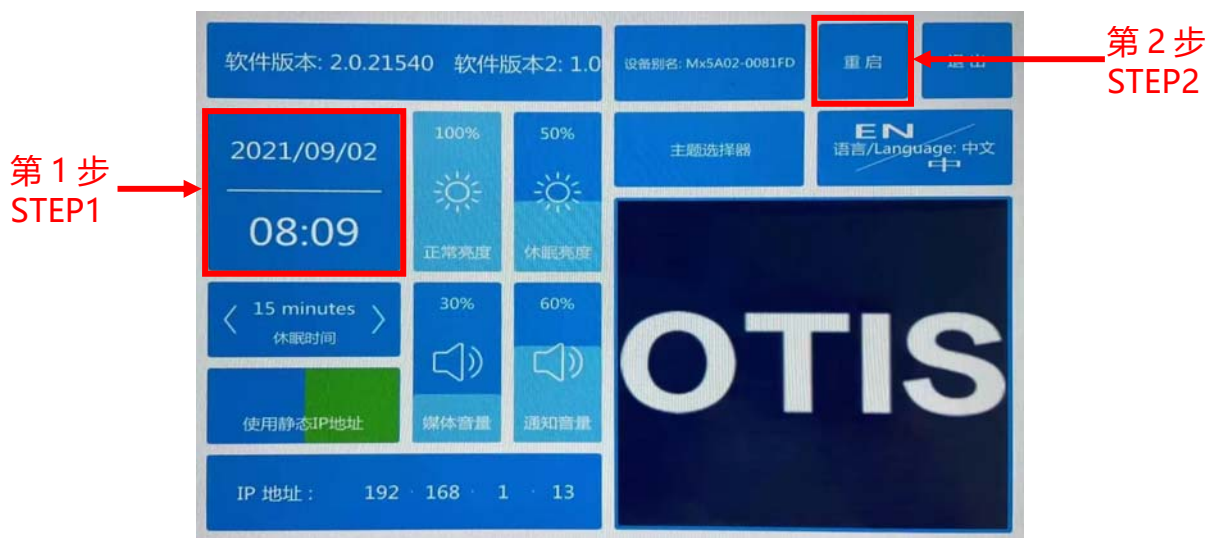 软件版本: 2.0.21540 软件版本2: 1.0
设备别名: Mx5A02-0081FD
重启
退出
第2步
STEP2
第1步
STEP1
2021/09/02
08:09
100%
正常亮度
50%
休眠亮度
主题选择器
EN
语言/Language: 中文
中
15 minutes
休眠时间
30%
媒体音量
60%
通知音量
使用静态IP地址
OTIS
IP 地址: 192 · 168 · 1 · 13